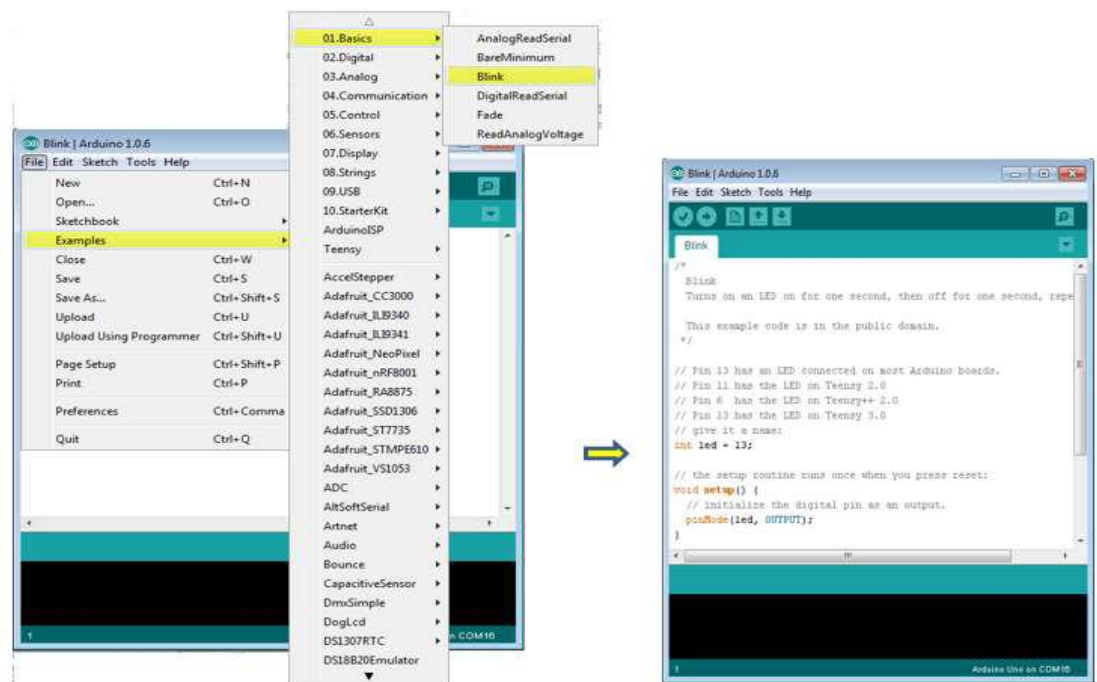 Blink | Arduino 1.0.6
File Edit Sketch Tools Help
New Ctrl+N
Open... Ctrl+O
Sketchbook
Examples
Close Ctrl+W
Save Ctrl+S
Save As... Ctrl+Shift+S
Upload Ctrl+U
Upload Using Programmer Ctrl+Shift+U
Page Setup Ctrl+Shift+P
Print Ctrl+P
Preferences Ctrl+Comma
Quit Ctrl+Q
1
n COM16
01.Basics
02.Digital
03.Analog
04.Communication
05.Control
06.Sensors
07.Display
08.Strings
09.USB
10.StarterKit
ArduinoISP
Teensy
AccelStepper
Adafruit_CC3000
Adafruit_ILI9340
Adafruit_ILI9341
Adafruit_NeoPixel
Adafruit_nRF8001
Adafruit_RA8875
Adafruit_SSD1306
Adafruit_ST7735
Adafruit_STMPE610
Adafruit_VS1053
ADC
AltSoftSerial
Artnet
Audio
Bounce
CapacitiveSensor
DmxSimple
DogLcd
DS1307RTC
DS18B20Emulator
AnalogReadSerial
BareMinimum
Blink
DigitalReadSerial
Fade
ReadAnalogVoltage
Blink | Arduino 1.0.6
File Edit Sketch Tools Help
Blink
/*
Blink
Turns on an LED on for one second, then off for one second, repe
This example code is in the public domain.
*/
// Pin 13 has an LED connected on most Arduino boards.
// Pin 11 has the LED on Teensy 2.0
// Pin 6 has the LED on Teensy++ 2.0
// Pin 13 has the LED on Teensy 3.0
// give it a name:
int led = 13;
// the setup routine runs once when you press reset:
void setup() {
// initialize the digital pin as an output.
pinMode(led, OUTPUT);
}
1
Arduino Uno on COM16